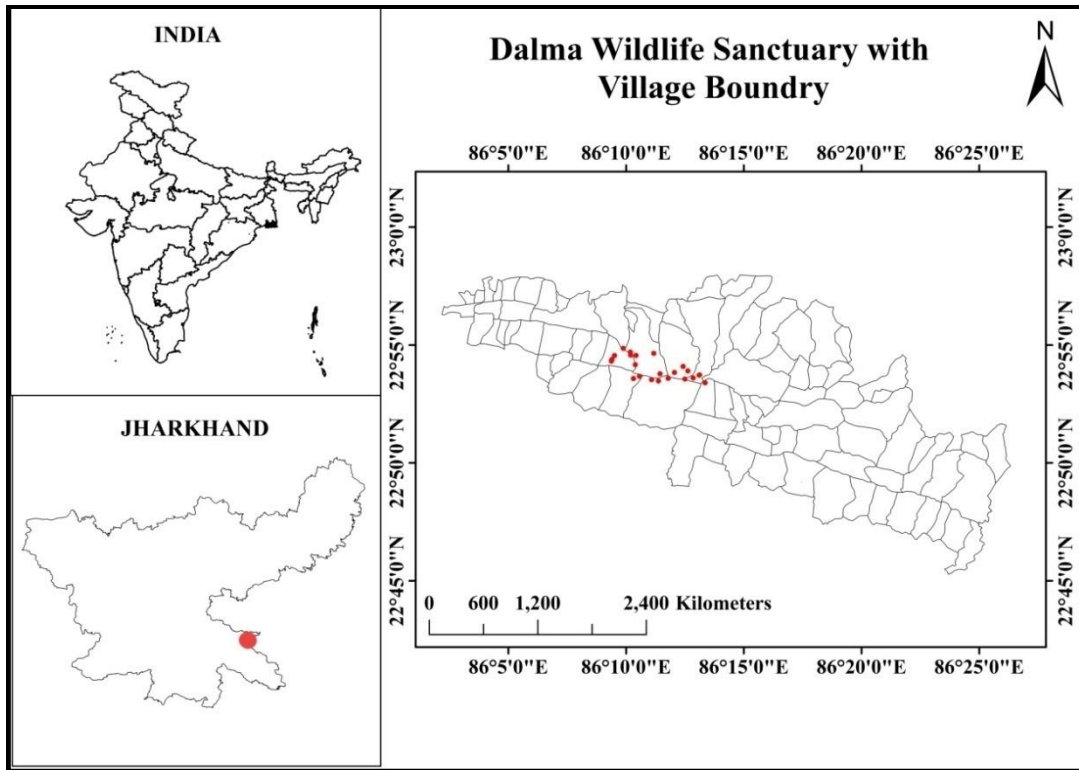 INDIA
JHARKHAND
Dalma Wildlife Sanctuary with
Village Boundry
N
86°5'0"E 86°10'0"E 86°15'0"E 86°20'0"E 86°25'0"E
23°0'0"N
22°55'0"N
22°50'0"N
22°45'0"N
23°0'0"N
22°55'0"N
22°50'0"N
22°45'0"N
0 600 1,200 2,400 Kilometers
86°5'0"E 86°10'0"E 86°15'0"E 86°20'0"E 86°25'0"E